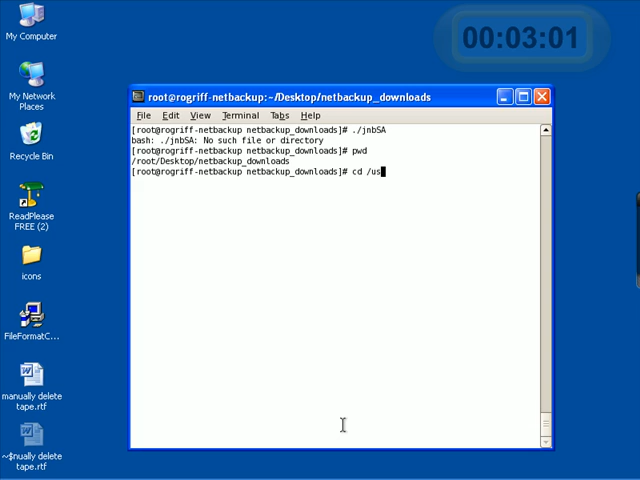 My Computer
00:03:01
My Network
Places
Recycle Bin
ReadPlease
FREE (2)
icons
FileFormatC...
manually delete
tape.rtf
~$nually delete
tape.rtf
root@rogriff-netbackup:~/Desktop/netbackup_downloads
File Edit View Terminal Tabs Help
[root@rogriff-netbackup netbackup_downloads]# ./jnbSA
bash: ./jnbSA: No such file or directory
[root@rogriff-netbackup netbackup_downloads]# pwd
/root/Desktop/netbackup_downloads
[root@rogriff-netbackup netbackup_downloads]# cd /us